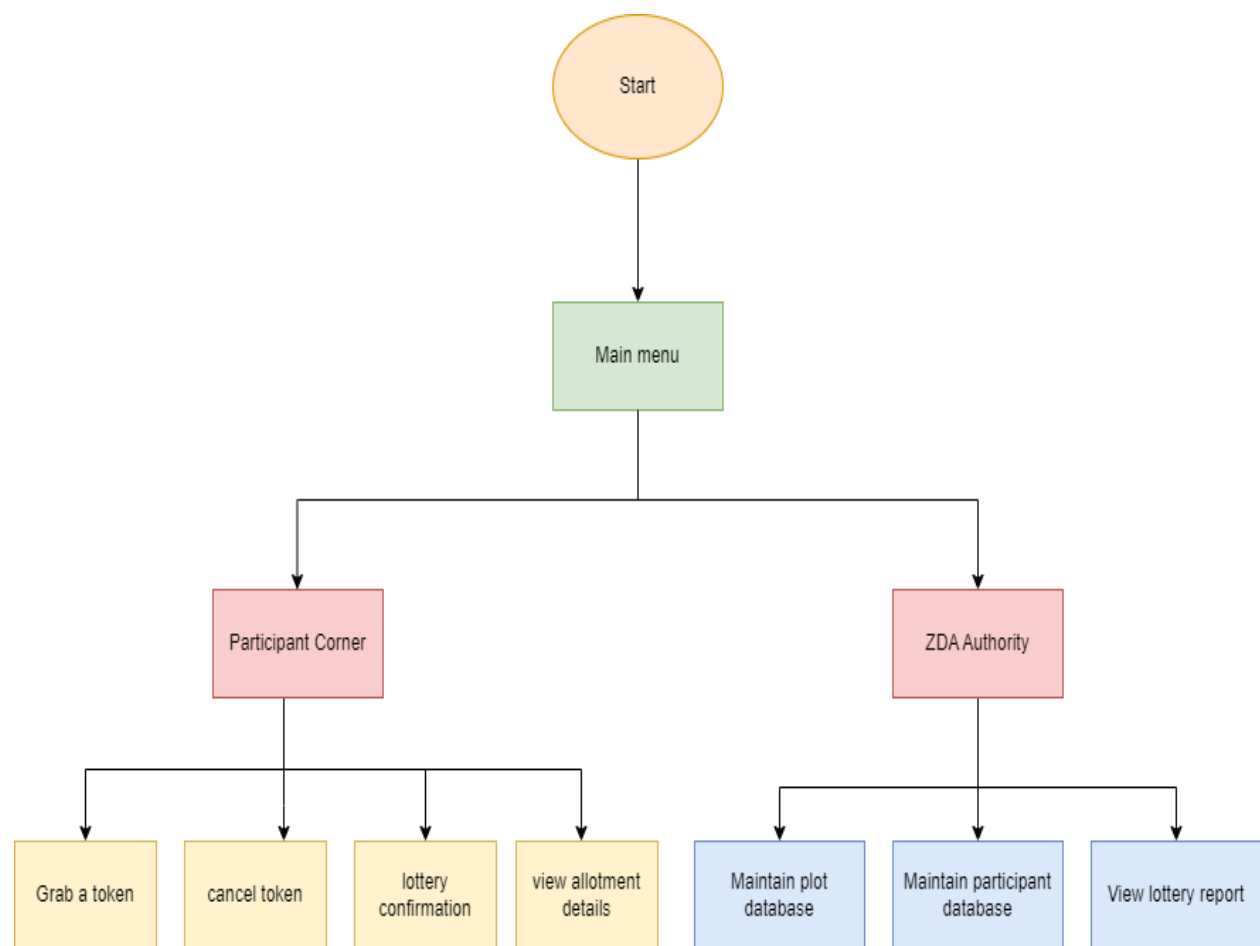 Start
Main menu
Participant Corner
ZDA Authority
Grab a token
cancel token
lottery
confirmation
view allotment
details
Maintain plot
database
Maintain participant
database
View lottery report